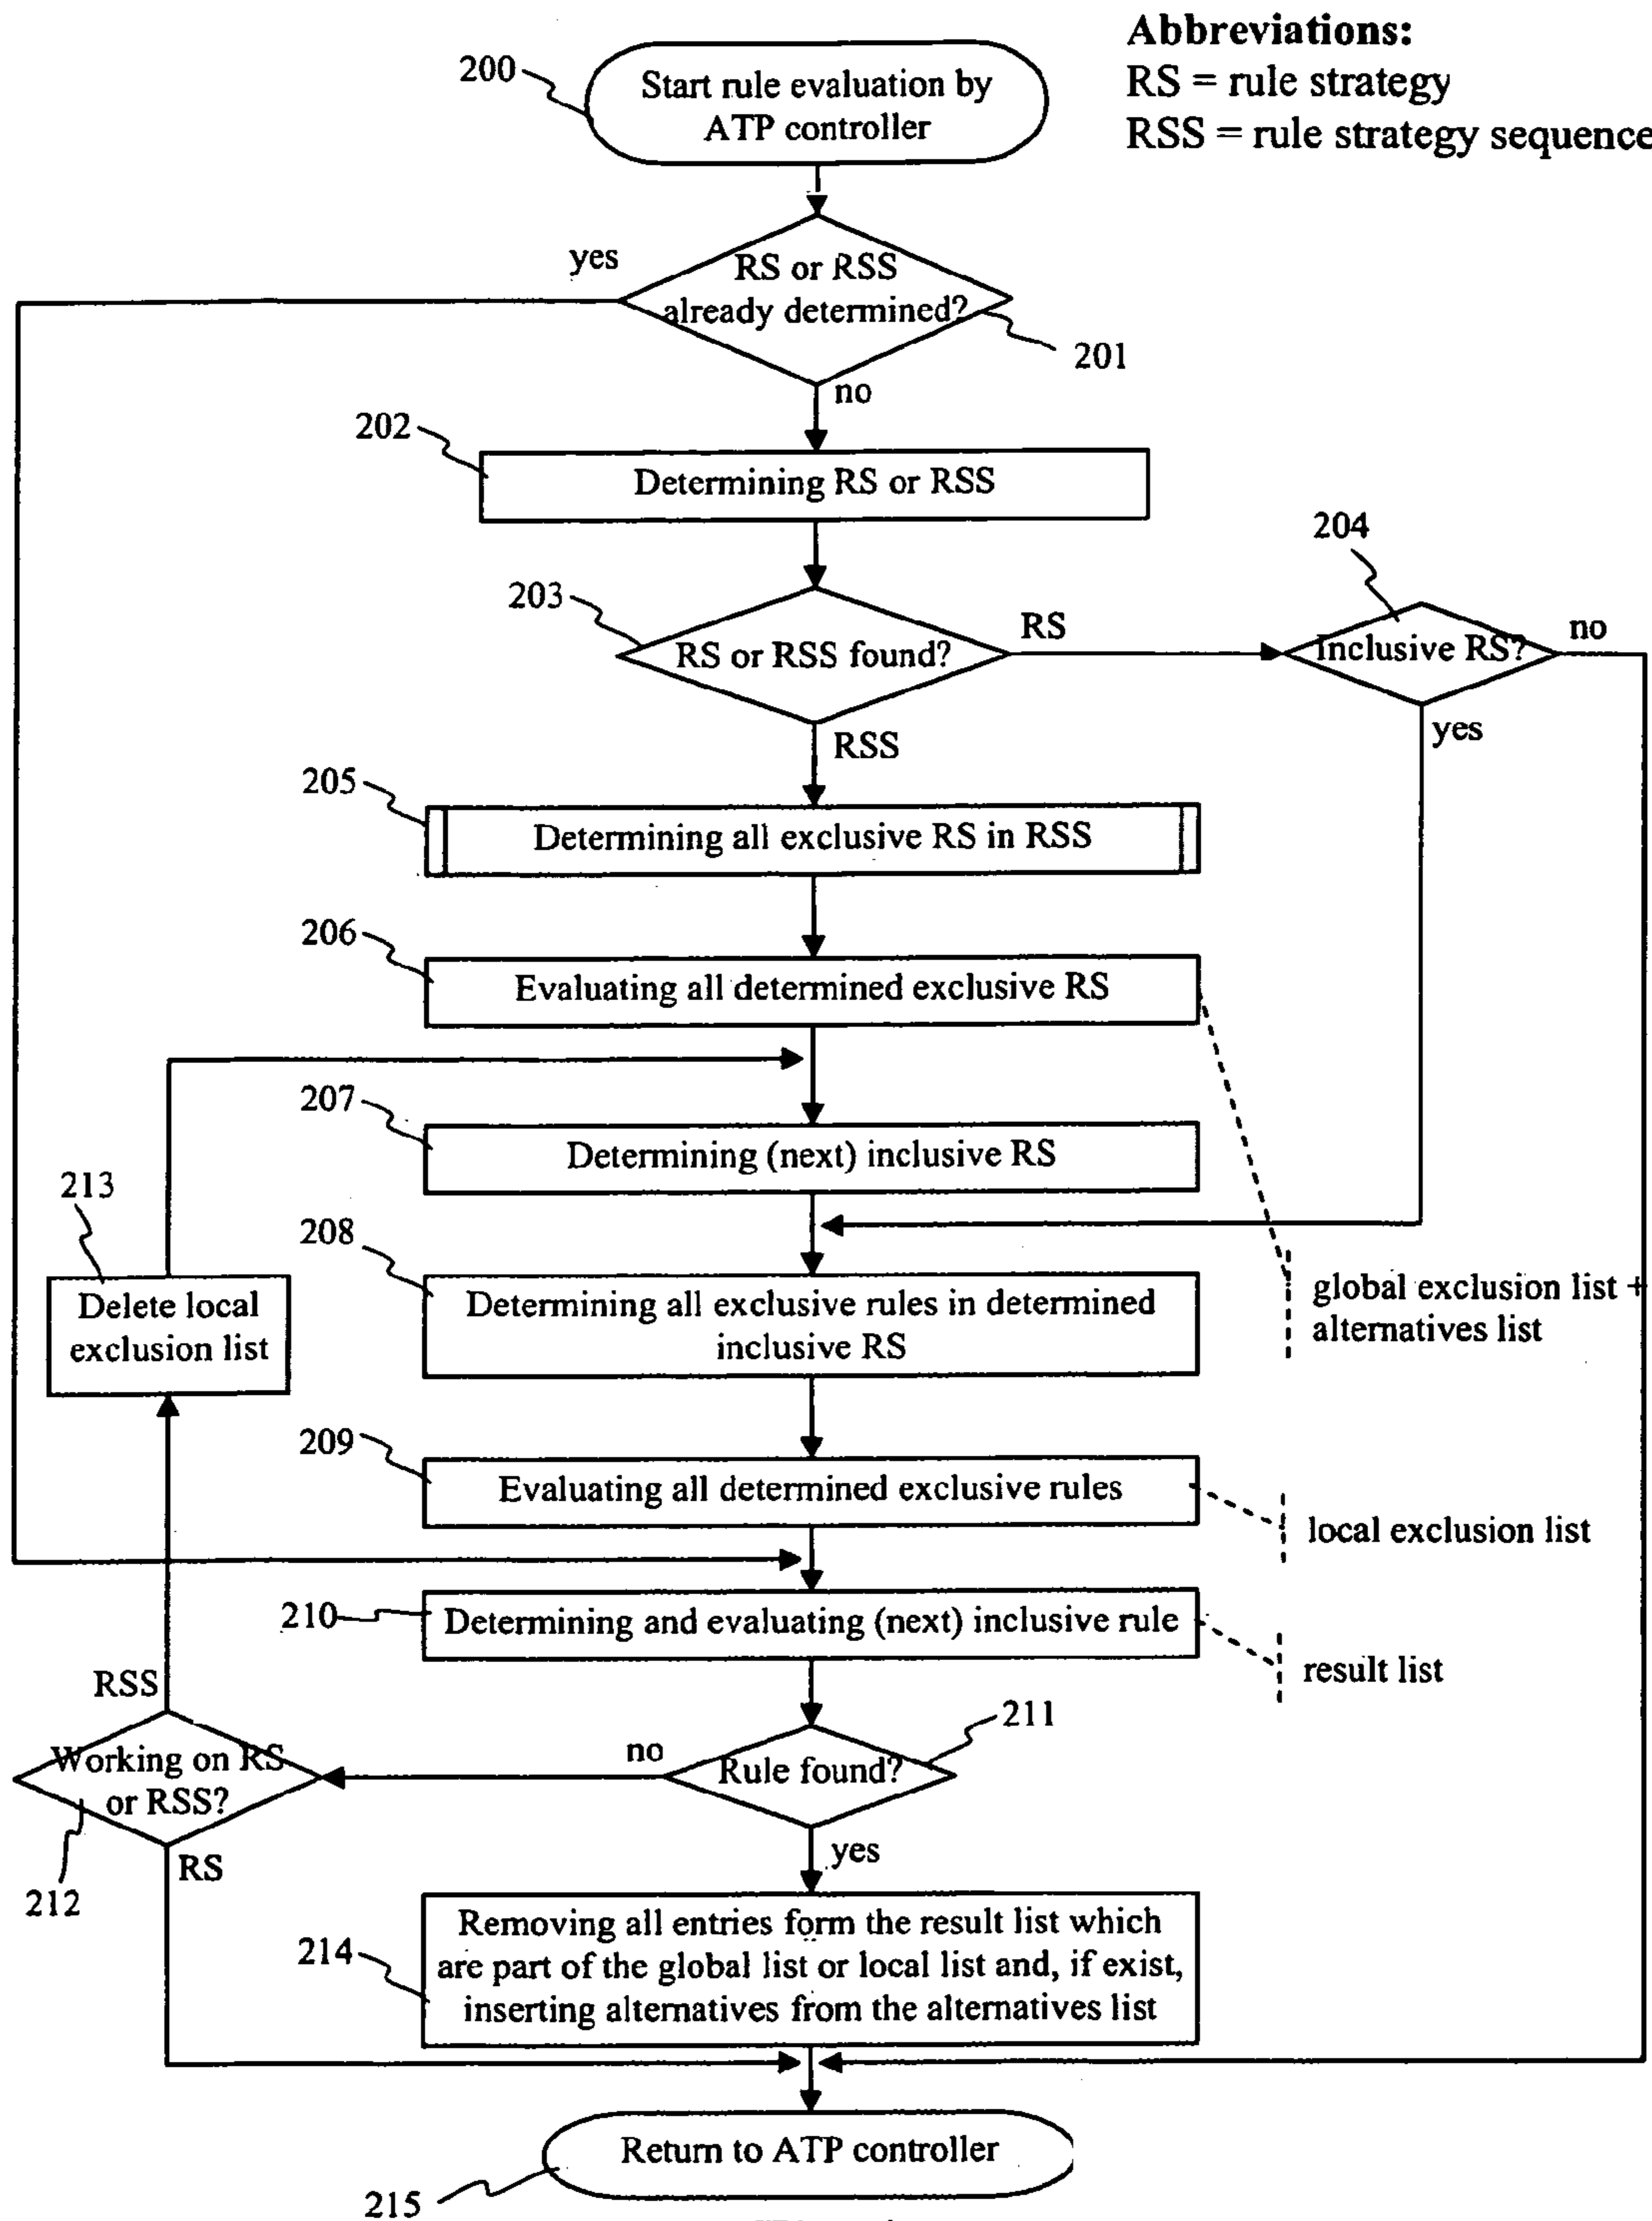 Abbreviations:
RS = rule strategy
RSS = rule strategy sequence
200
Start rule evaluation by
ATP controller
yes
RS or RSS
already determined?
201
no
202
Determining RS or RSS
204
203
RS or RSS found?
RS
Inclusive RS?
no
yes
RSS
205
Determining all exclusive RS in RSS
206
Evaluating all determined exclusive RS
207
Determining (next) inclusive RS
213
Delete local
exclusion list
208
Determining all exclusive rules in determined
inclusive RS
global exclusion list +
alternatives list
209
Evaluating all determined exclusive rules
local exclusion list
210
Determining and evaluating (next) inclusive rule
result list
RSS
211
Working on RS
or RSS?
no
Rule found?
yes
RS
212
214
Removing all entries form the result list which
are part of the global list or local list and, if exist,
inserting alternatives from the alternatives list
Return to ATP controller
215